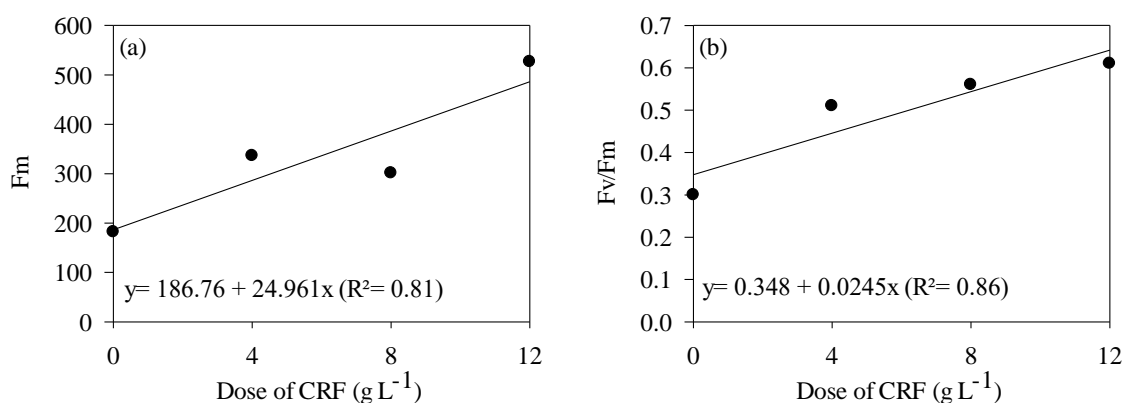 (a)
600
500
400
300
200
100
0
Fm
y= 186.76 + 24.961x (R²= 0.81)
0 4 8 12
Dose of CRF (g L⁻¹)
(b)
0.7
0.6
0.5
0.4
0.3
0.2
0.1
0.0
Fv/Fm
y= 0.348 + 0.0245x (R²= 0.86)
0 4 8 12
Dose of CRF (g L⁻¹)